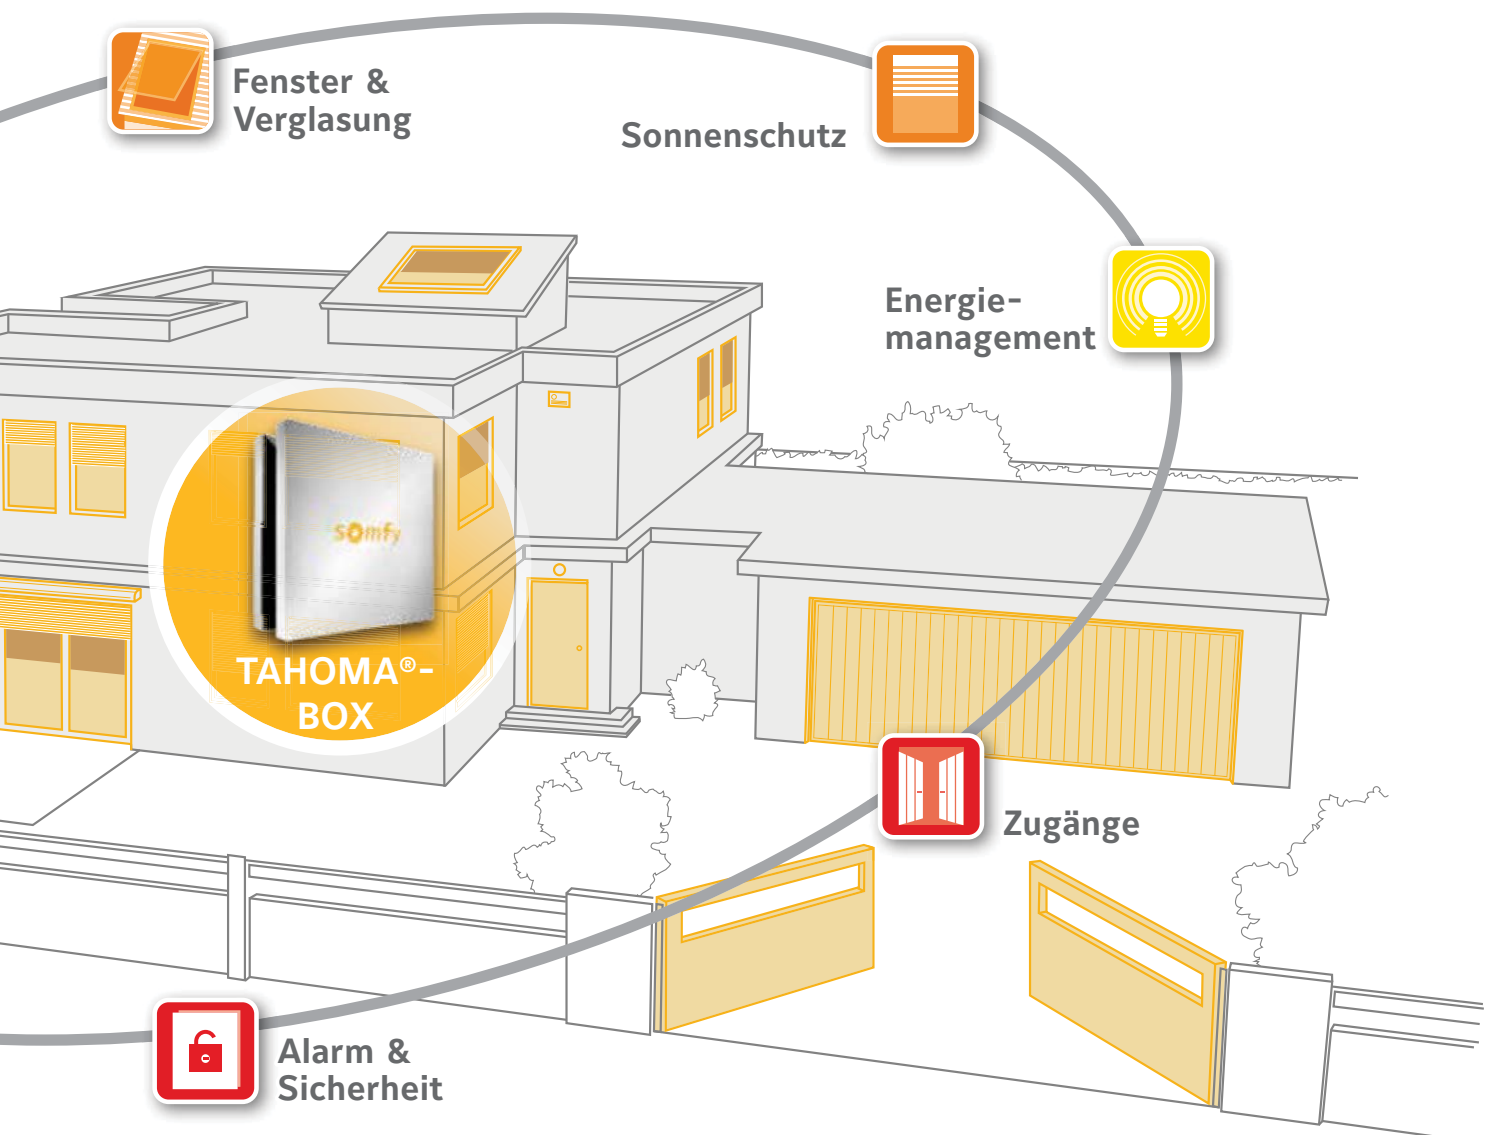 Fenster &
Verglasung
Sonnenschutz
Energie-
management
somfy
TAHOMA®-
BOX
Zugänge
Alarm &
Sicherheit